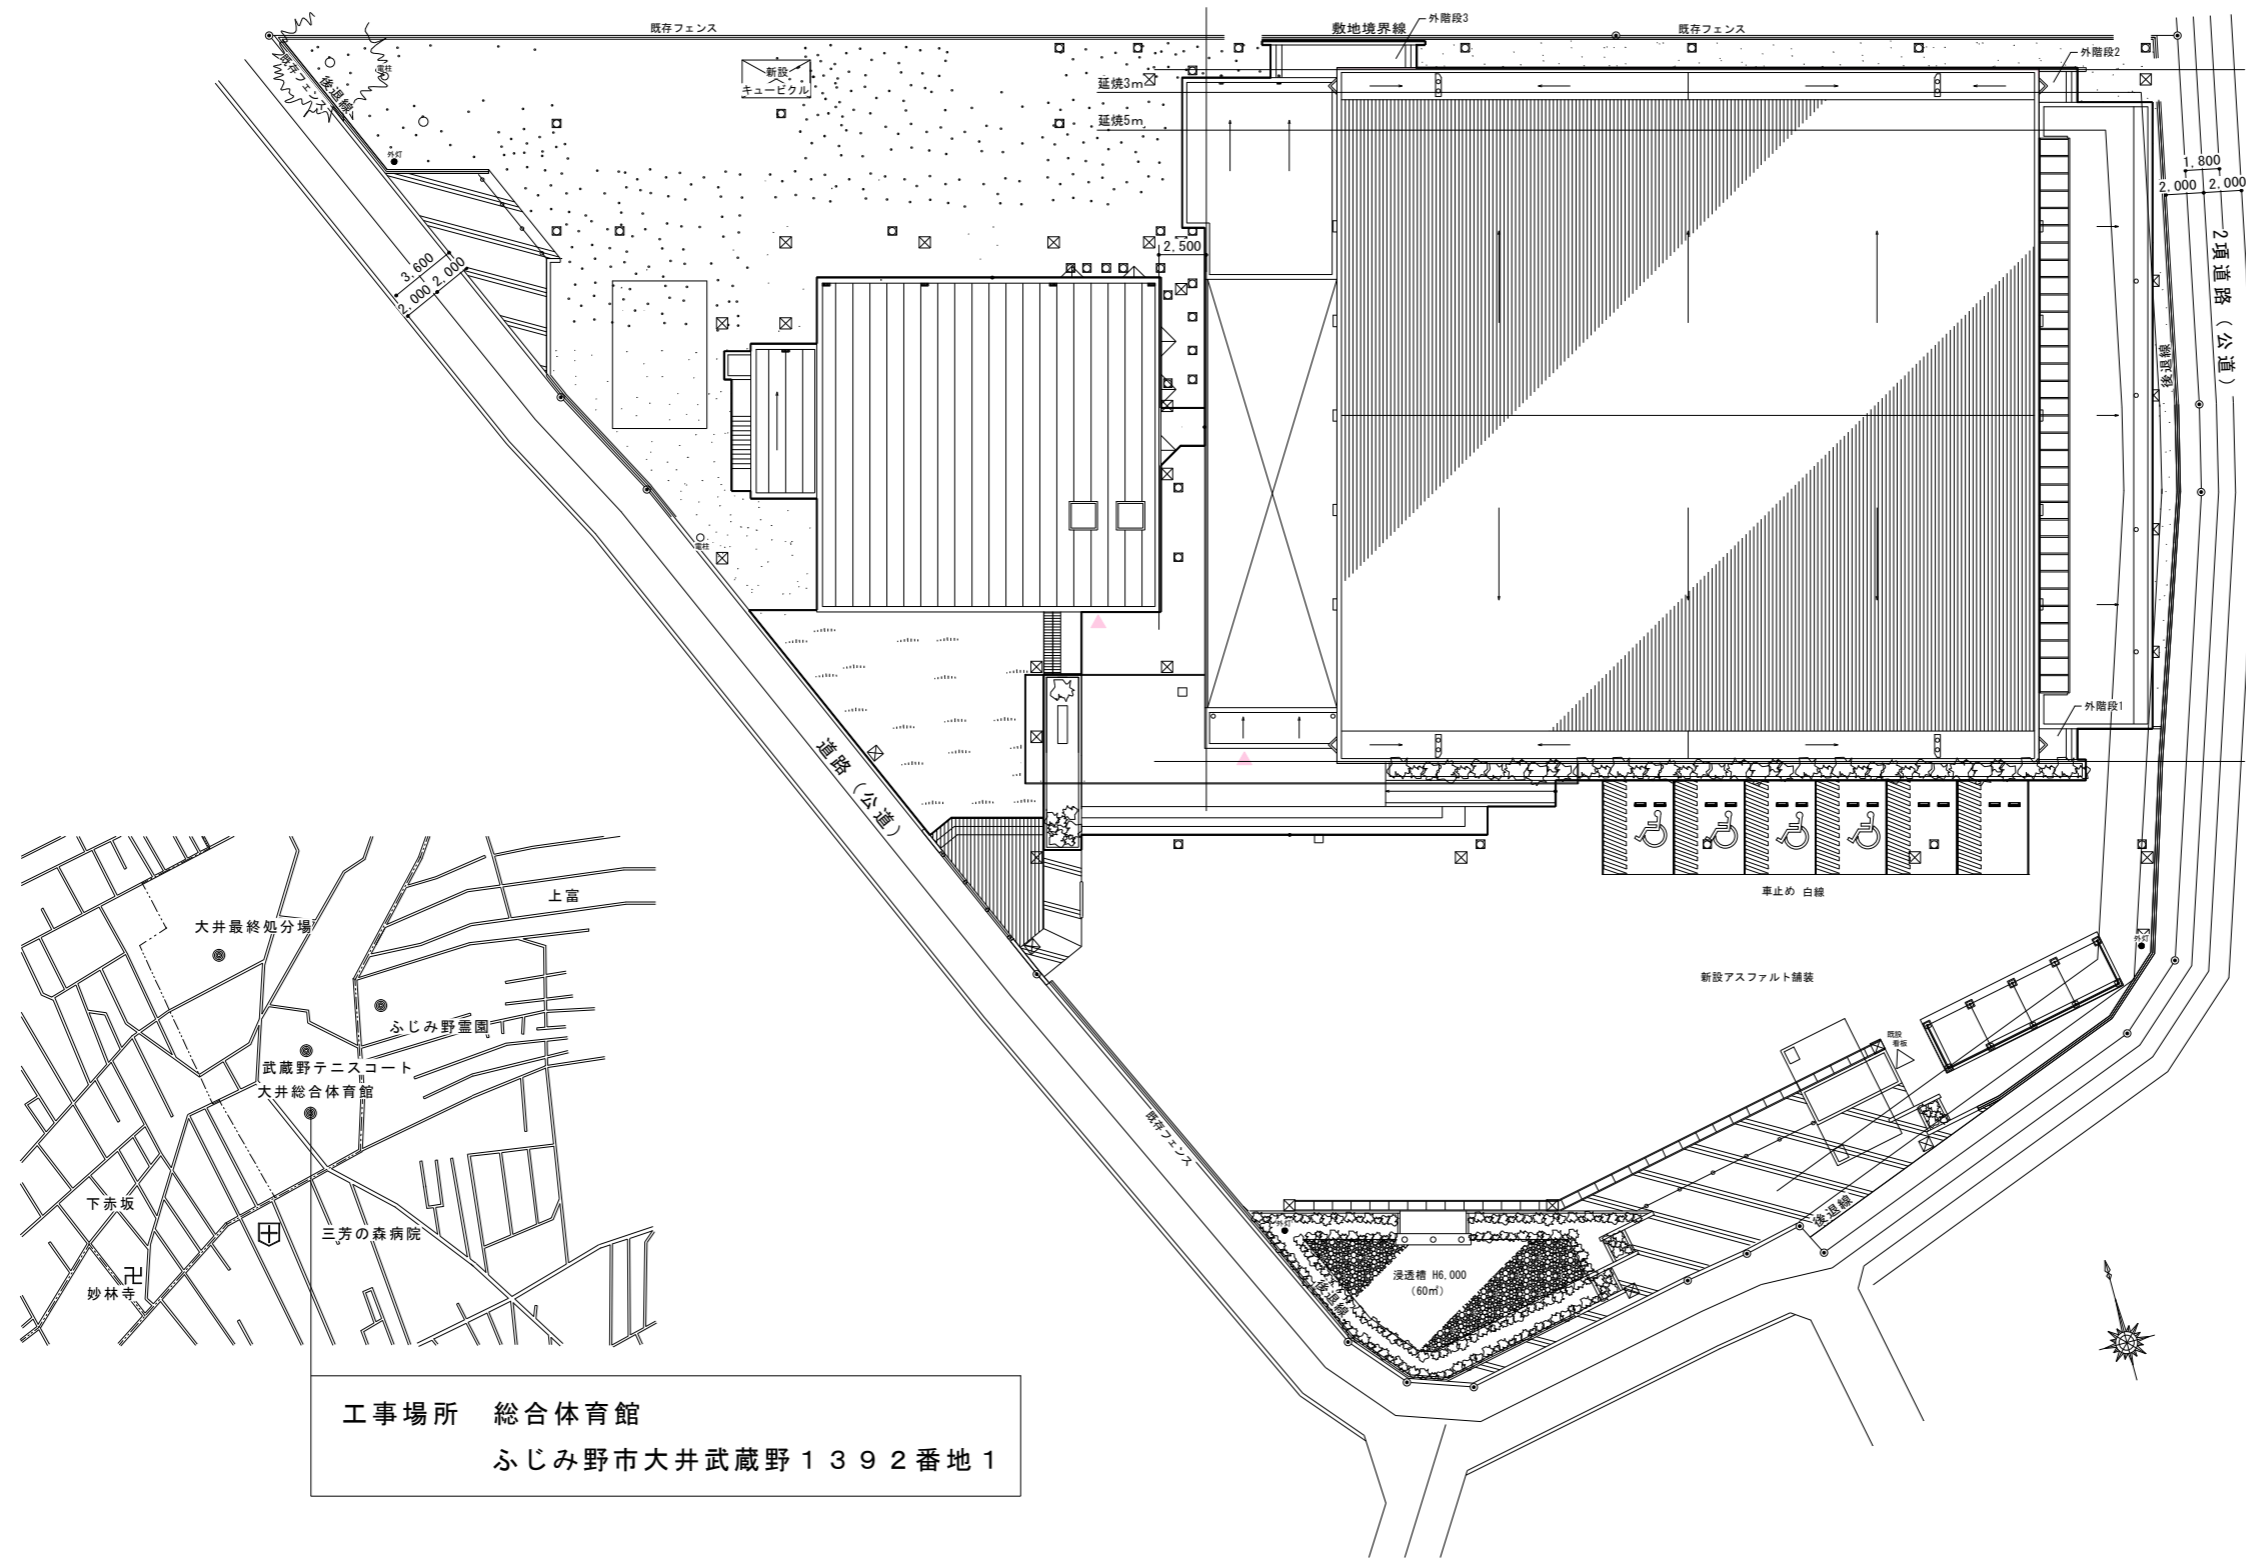 既存フェンス
敷地境界線
外階段3
既存フェンス
外階段2
既存フェンス
後退線
電柱
新設
キュービクル
延焼3m
延焼5m
外灯
1,800
2,000
2,000
2項道路(公道)
後退線
3,600
2,000
2,000
2,500
電柱
外階段1
道路(公道)
車止め 白線
外灯
新設アスファルト舗装
既設
看板
既存フェンス
後退線
外灯
浸透槽 H6,000
(60㎡)
後退線
上富
大井最終処分場
ふじみ野霊園
武蔵野テニスコート
大井総合体育館
下赤坂
三芳の森病院
卍
妙林寺
工事場所 総合体育館
ふじみ野市大井武蔵野1392番地1